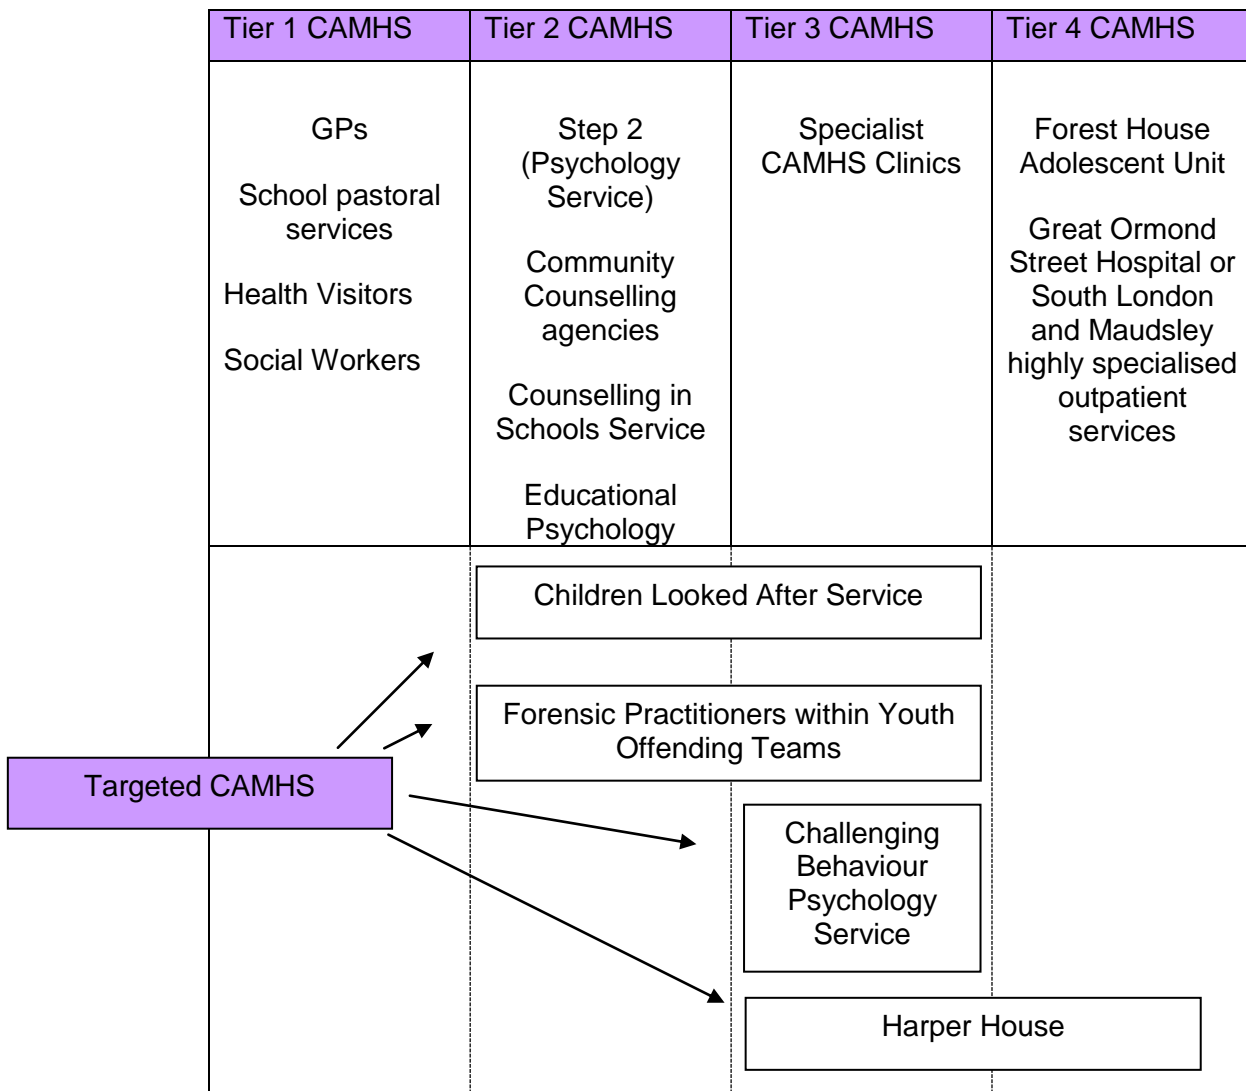 Tier 1 CAMHS
Tier 2 CAMHS
Tier 3 CAMHS
Tier 4 CAMHS
GPs
School pastoral
services
Health Visitors
Social Workers
Step 2
(Psychology
Service)
Community
Counselling
agencies
Counselling in
Schools Service
Educational
Psychology
Specialist
CAMHS Clinics
Forest House
Adolescent Unit
Great Ormond
Street Hospital or
South London
and Maudsley
highly specialised
outpatient
services
Children Looked After Service
Forensic Practitioners within Youth
Offending Teams
Targeted CAMHS
Challenging
Behaviour
Psychology
Service
Harper House